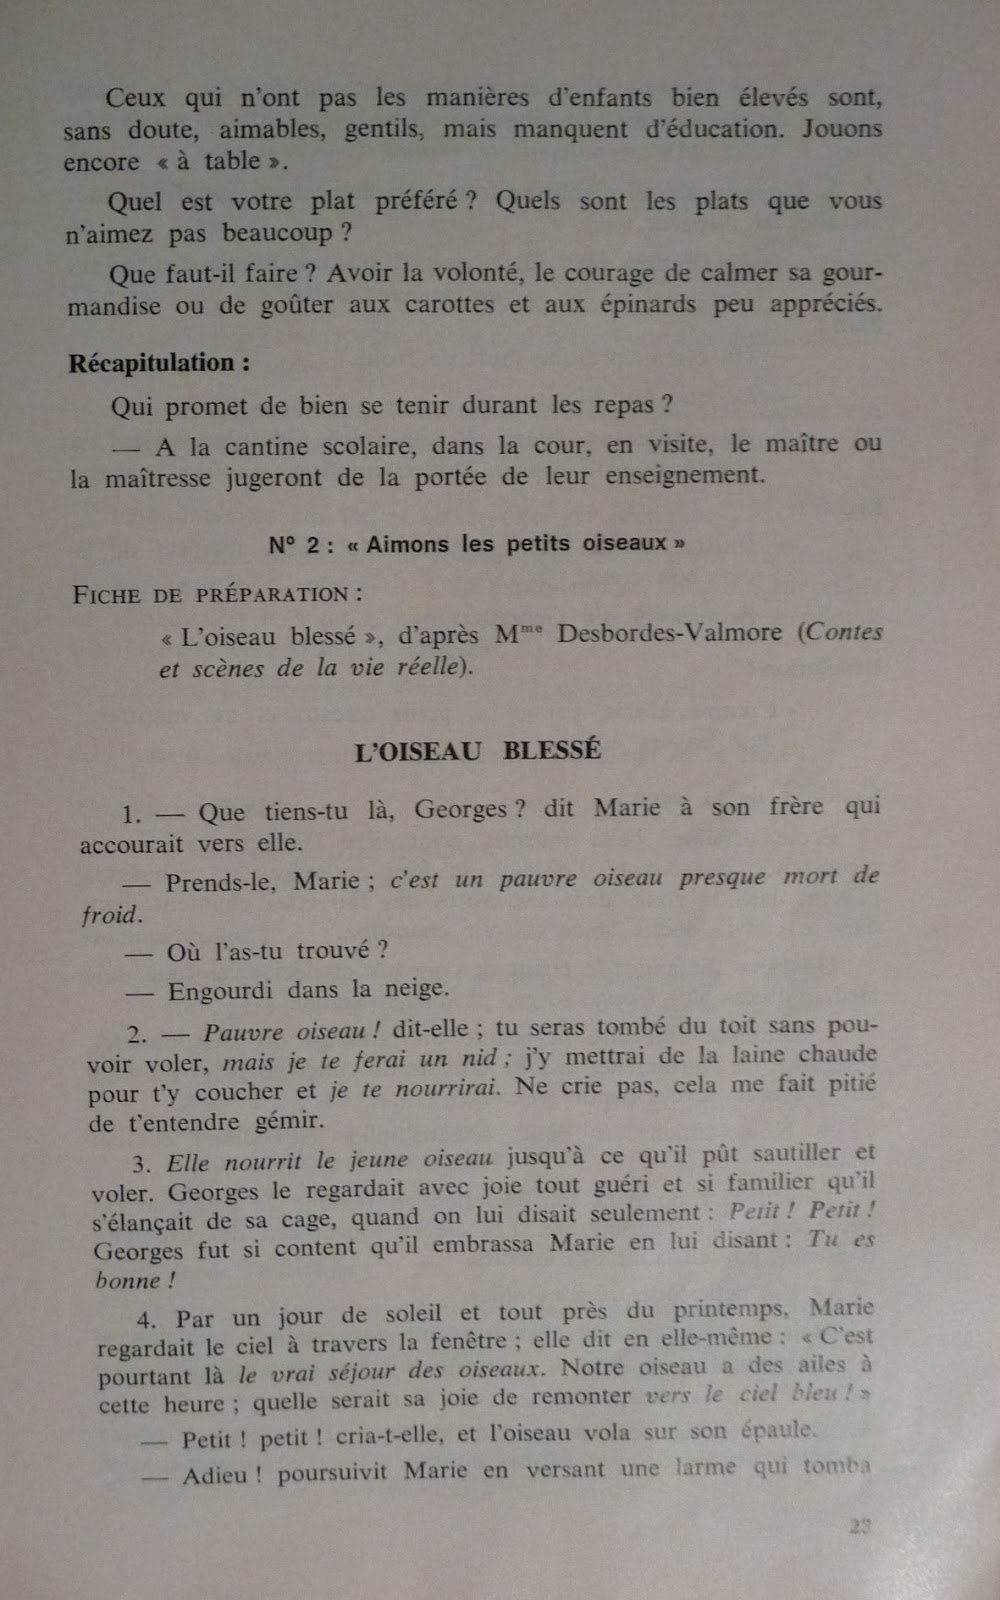 Ceux qui n'ont pas les manières d'enfants bien élevés sont,
sans doute, aimables, gentils, mais manquent d'éducation. Jouons
encore « à table ».
Quel est votre plat préféré ? Quels sont les plats que vous
n'aimez pas beaucoup ?
Que faut-il faire ? Avoir la volonté, le courage de calmer sa gour-
mandise ou de goûter aux carottes et aux épinards peu appréciés.
Récapitulation :
Qui promet de bien se tenir durant les repas ?
— A la cantine scolaire, dans la cour, en visite, le maître ou
la maîtresse jugeront de la portée de leur enseignement.
N° 2 : « Aimons les petits oiseaux »
FICHE DE PRÉPARATION :
« L'oiseau blessé », d'après Mme Desbordes-Valmore (Contes
et scènes de la vie réelle).
L'OISEAU BLESSÉ
1. — Que tiens-tu là, Georges ? dit Marie à son frère qui
accourait vers elle.
— Prends-le, Marie ; c'est un pauvre oiseau presque mort de
froid.
— Où l'as-tu trouvé ?
— Engourdi dans la neige.
2. — Pauvre oiseau ! dit-elle ; tu seras tombé du toit sans pou-
voir voler, mais je te ferai un nid ; j'y mettrai de la laine chaude
pour t'y coucher et je te nourrirai. Ne crie pas, cela me fait pitié
de t'entendre gémir.
3. Elle nourrit le jeune oiseau jusqu'à ce qu'il pût sautiller et
voler. Georges le regardait avec joie tout guéri et si familier qu'il
s'élançait de sa cage, quand on lui disait seulement : Petit ! Petit !
Georges fut si content qu'il embrassa Marie en lui disant : Tu es
bonne !
4. Par un jour de soleil et tout près du printemps, Marie
regardait le ciel à travers la fenêtre ; elle dit en elle-même : « C'est
pourtant là le vrai séjour des oiseaux. Notre oiseau a des ailes à
cette heure ; quelle serait sa joie de remonter vers le ciel bleu ! »
— Petit ! petit ! cria-t-elle, et l'oiseau vola sur son épaule.
— Adieu ! poursuivit Marie en versant une larme qui tomba
23